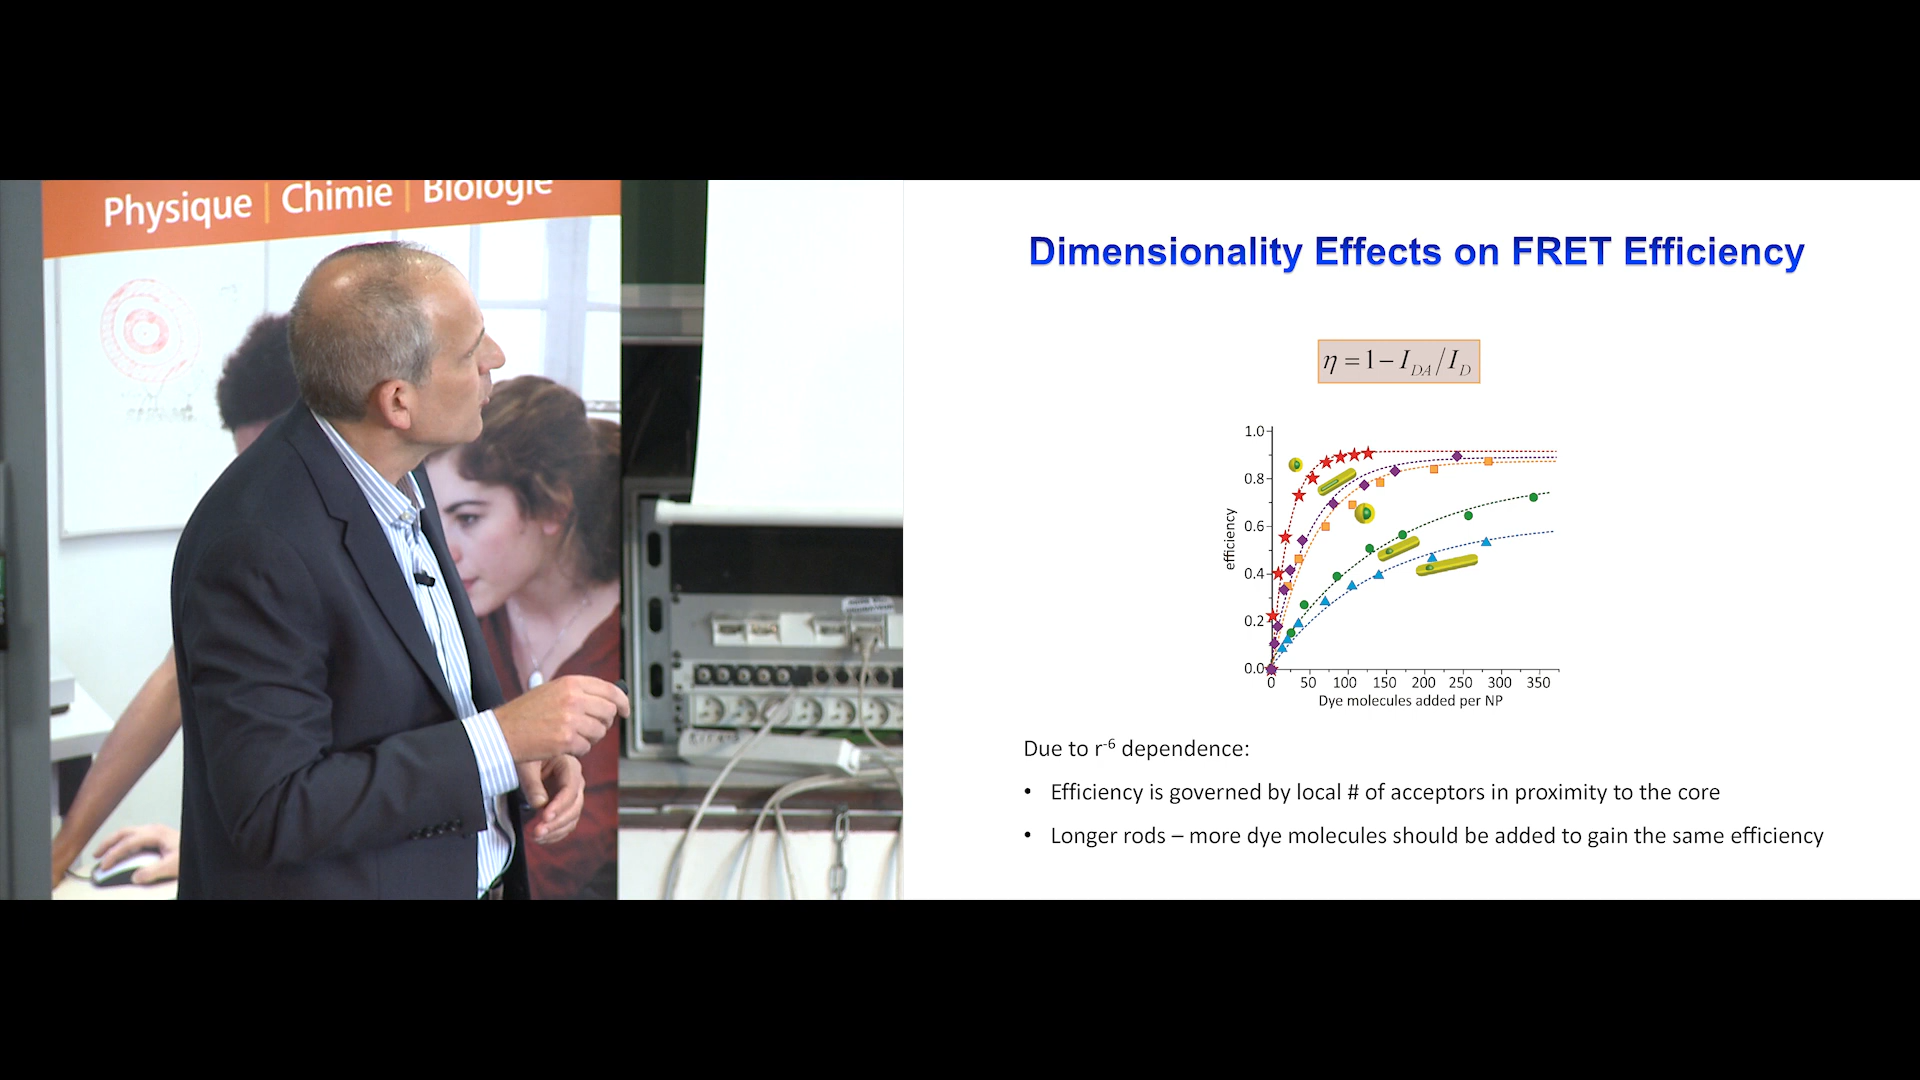 Physique | Chimie | Biologie
Dimensionality Effects on FRET Efficiency
η = 1 − I_DA / I_D
1.0
0.8
0.6
0.4
0.2
0.0
efficiency
0 50 100 150 200 250 300 350
Dye molecules added per NP
Due to r⁻⁶ dependence:
• Efficiency is governed by local # of acceptors in proximity to the core
• Longer rods – more dye molecules should be added to gain the same efficiency